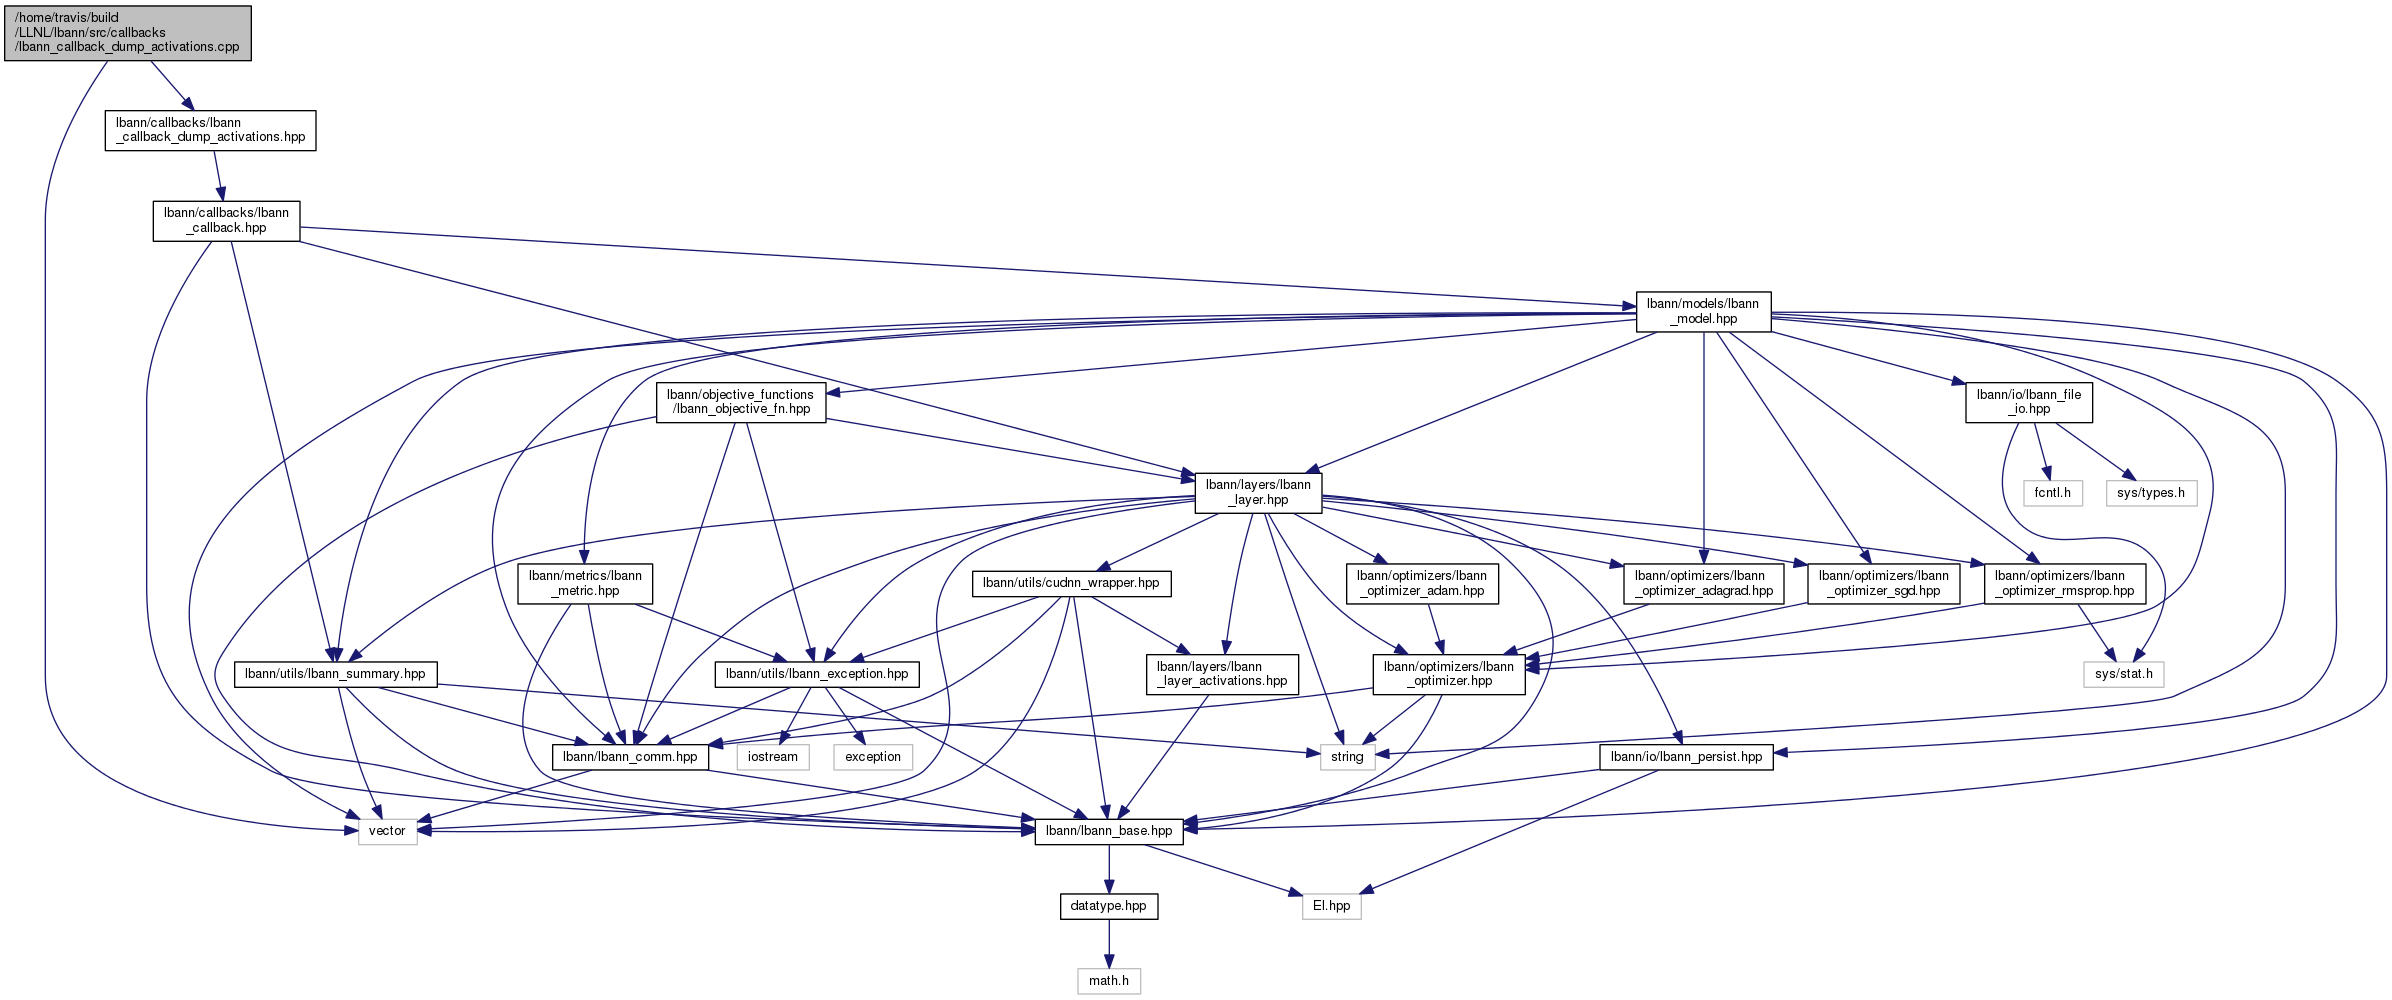 /home/travis/build
/LLNL/lbann/src/callbacks
/lbann_callback_dump_activations.cpp
lbann/callbacks/lbann
_callback_dump_activations.hpp
lbann/callbacks/lbann
_callback.hpp
lbann/models/lbann
_model.hpp
lbann/objective_functions
/lbann_objective_fn.hpp
lbann/io/lbann_file
_io.hpp
lbann/layers/lbann
_layer.hpp
fcntl.h
sys/types.h
lbann/metrics/lbann
_metric.hpp
lbann/utils/cudnn_wrapper.hpp
lbann/optimizers/lbann
_optimizer_adam.hpp
lbann/optimizers/lbann
_optimizer_adagrad.hpp
lbann/optimizers/lbann
_optimizer_sgd.hpp
lbann/optimizers/lbann
_optimizer_rmsprop.hpp
lbann/utils/lbann_summary.hpp
lbann/utils/lbann_exception.hpp
lbann/layers/lbann
_layer_activations.hpp
lbann/optimizers/lbann
_optimizer.hpp
sys/stat.h
lbann/lbann_comm.hpp
iostream
exception
string
lbann/io/lbann_persist.hpp
vector
lbann/lbann_base.hpp
datatype.hpp
El.hpp
math.h